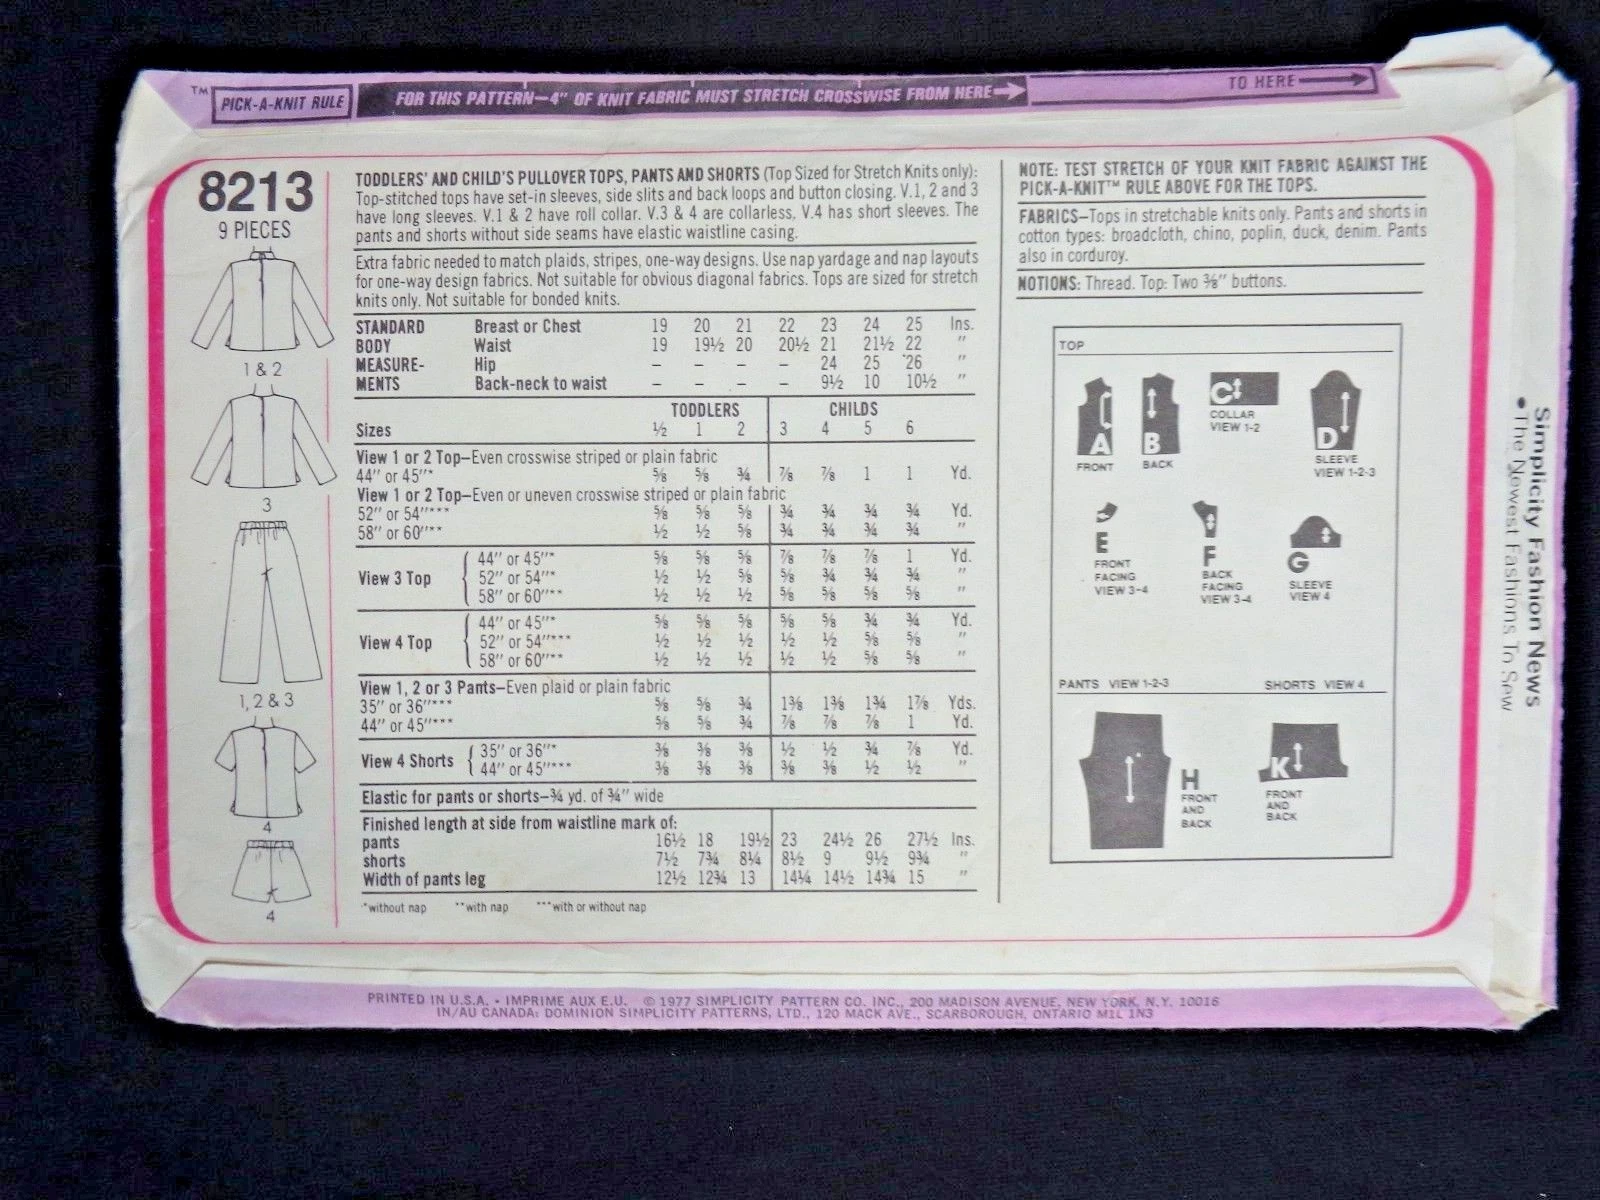 ™ PICK-A-KNIT RULE FOR THIS PATTERN—4″ OF KNIT FABRIC MUST STRETCH CROSSWISE FROM HERE TO HERE
8213
9 PIECES
1 & 2
3
1, 2 & 3
4
4
TODDLERS' AND CHILD'S PULLOVER TOPS, PANTS AND SHORTS (Top Sized for Stretch Knits only):
Top-stitched tops have set-in sleeves, side slits and back loops and button closing. V.1, 2 and 3
have long sleeves. V.1 & 2 have roll collar. V.3 & 4 are collarless, V.4 has short sleeves. The
pants and shorts without side seams have elastic waistline casing.
Extra fabric needed to match plaids, stripes, one-way designs. Use nap yardage and nap layouts
for one-way design fabrics. Not suitable for obvious diagonal fabrics. Tops are sized for stretch
knits only. Not suitable for bonded knits.
STANDARD Breast or Chest 19 20 21 22 23 24 25 Ins.
BODY Waist 19 19½ 20 20½ 21 21½ 22 ″
MEASURE- Hip – – – – 24 25 26 ″
MENTS Back-neck to waist – – – – 9½ 10 10½ ″
TODDLERS CHILDS
Sizes ½ 1 2 3 4 5 6
View 1 or 2 Top—Even crosswise striped or plain fabric
44″ or 45″* ⅝ ⅝ ¾ ⅞ ⅞ 1 1 Yd.
View 1 or 2 Top—Even or uneven crosswise striped or plain fabric
52″ or 54″*** ⅝ ⅝ ⅝ ¾ ¾ ¾ ¾ Yd.
58″ or 60″** ½ ½ ⅝ ¾ ¾ ¾ ¾ ″
44″ or 45″* ⅝ ⅝ ⅝ ⅞ ⅞ ⅞ 1 Yd.
View 3 Top 52″ or 54″* ½ ½ ⅝ ⅝ ¾ ¾ ¾ ″
58″ or 60″** ½ ½ ½ ⅝ ⅝ ⅝ ⅝ ″
44″ or 45″* ⅝ ⅝ ⅝ ⅝ ⅝ ¾ ¾ Yd.
View 4 Top 52″ or 54″*** ½ ½ ½ ½ ½ ⅝ ⅝ ″
58″ or 60″** ½ ½ ½ ½ ½ ⅝ ⅝ ″
View 1, 2 or 3 Pants—Even plaid or plain fabric
35″ or 36″*** ⅝ ⅝ ¾ 1⅜ 1⅜ 1¾ 1⅞ Yds.
44″ or 45″*** ⅝ ⅝ ¾ ⅞ ⅞ ⅞ 1 Yd.
View 4 Shorts 35″ or 36″* ⅜ ⅜ ⅜ ½ ½ ¾ ⅞ Yd.
44″ or 45″*** ⅜ ⅜ ⅜ ⅜ ⅜ ½ ½ ″
Elastic for pants or shorts—¾ yd. of ¾″ wide
Finished length at side from waistline mark of:
pants 16½ 18 19½ 23 24½ 26 27½ Ins.
shorts 7½ 7¾ 8¼ 8½ 9 9½ 9¾ ″
Width of pants leg 12½ 12¾ 13 14¼ 14½ 14¾ 15 ″
*without nap **with nap ***with or without nap
NOTE: TEST STRETCH OF YOUR KNIT FABRIC AGAINST THE
PICK-A-KNIT™ RULE ABOVE FOR THE TOPS.
FABRICS—Tops in stretchable knits only. Pants and shorts in
cotton types: broadcloth, chino, poplin, duck, denim. Pants
also in corduroy.
NOTIONS: Thread. Top: Two ⅜″ buttons.
TOP
A
FRONT
B
BACK
C
COLLAR
VIEW 1-2
D
SLEEVE
VIEW 1-2-3
E
FRONT
FACING
VIEW 3-4
F
BACK
FACING
VIEW 3-4
G
SLEEVE
VIEW 4
PANTS VIEW 1-2-3 SHORTS VIEW 4
H
FRONT
AND
BACK
K
FRONT
AND
BACK
Simplicity Fashion News
• The Newest Fashions To Sew
PRINTED IN U.S.A. • IMPRIME AUX E.U. © 1977 SIMPLICITY PATTERN CO. INC., 200 MADISON AVENUE, NEW YORK, N.Y. 10016
IN/AU CANADA: DOMINION SIMPLICITY PATTERNS, LTD., 120 MACK AVE., SCARBOROUGH, ONTARIO M1L 1N3